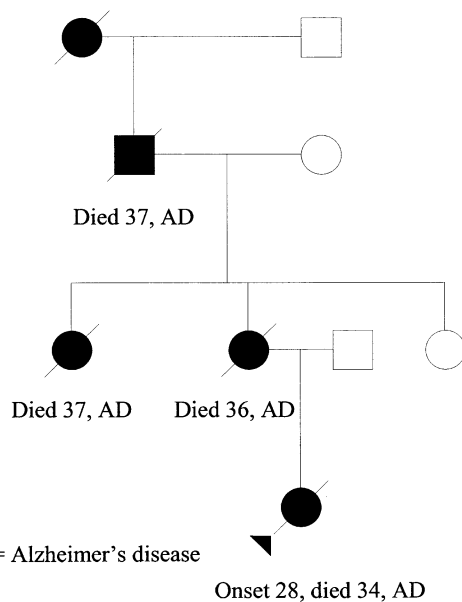 Died 37, AD
Died 37, AD
Died 36, AD
= Alzheimer's disease
Onset 28, died 34, AD